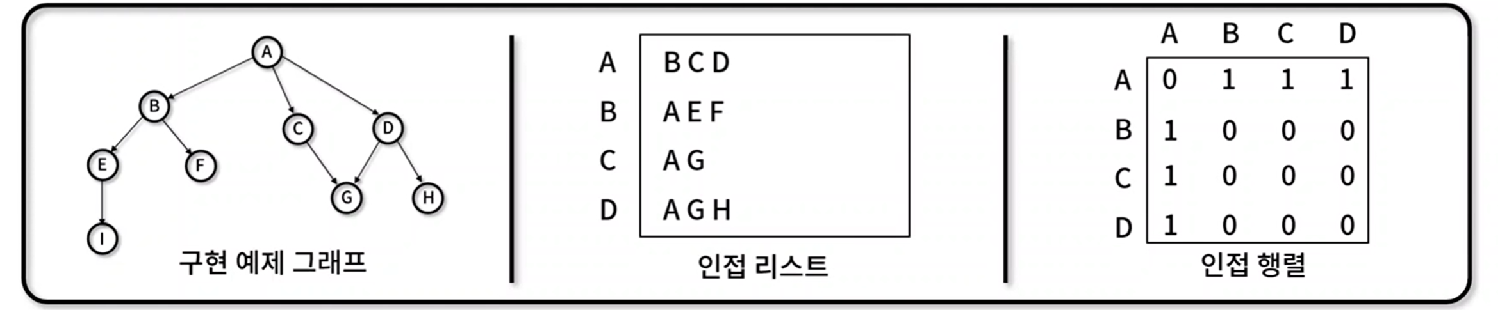 A
B
C
D
E
F
G
H
I
구현 예제 그래프
A B C D
B A E F
C A G
D A G H
인접 리스트
A B C D
A 0 1 1 1
B 1 0 0 0
C 1 0 0 0
D 1 0 0 0
인접 행렬